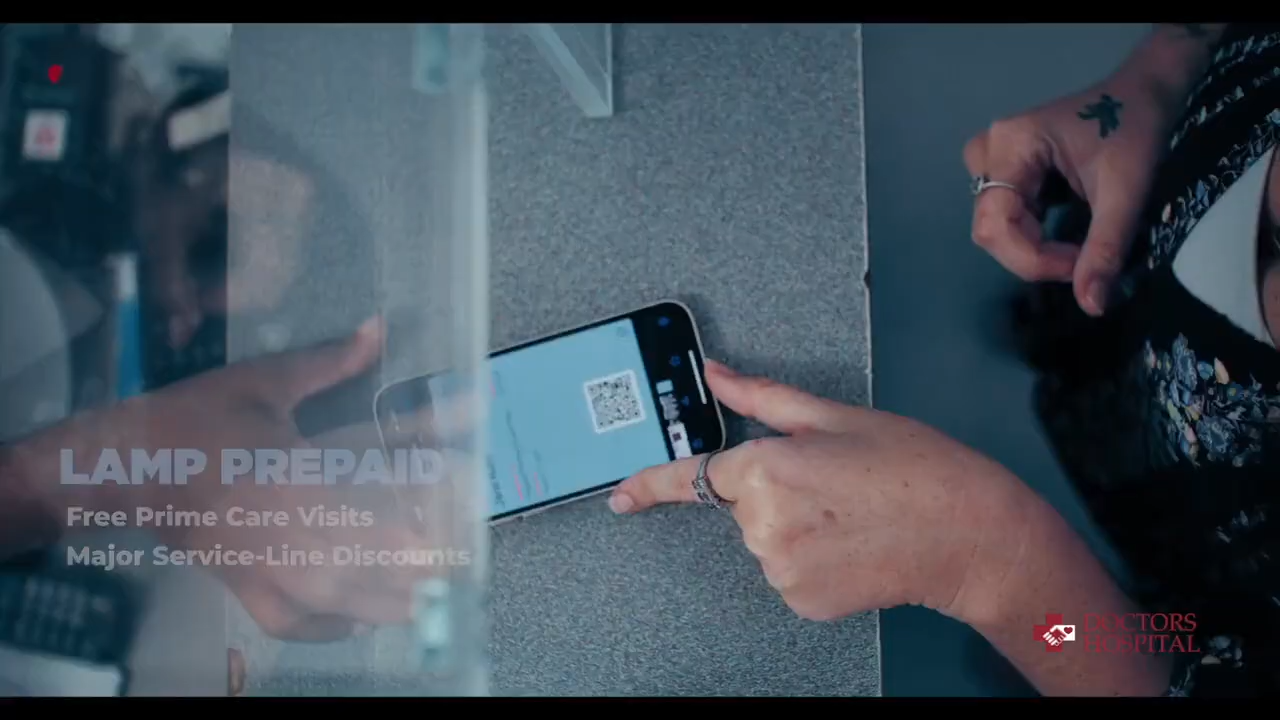 LAMP PREPAID
Free Prime Care Visits
Major Service-Line Discounts
DOCTORS
HOSPITAL